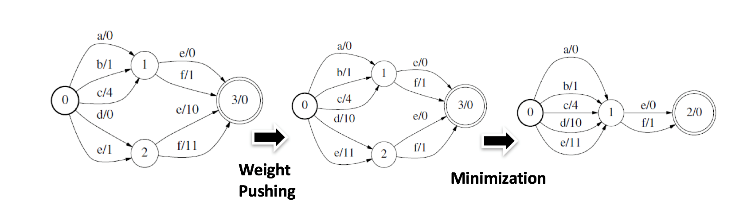 a/0
b/1
c/4
d/0
e/1
0
1
2
e/0
f/1
e/10
f/11
3/0
Weight
Pushing
a/0
b/1
c/4
d/10
e/11
0
1
2
e/0
f/1
e/0
f/1
3/0
Minimization
a/0
b/1
c/4
d/10
e/11
0
1
e/0
f/1
2/0